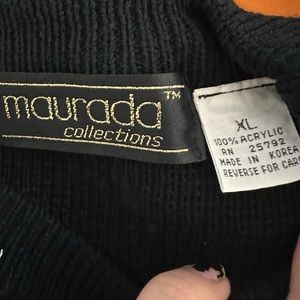 maurada™
collections
XL
100% ACRYLIC
RN 25792
MADE IN KOREA
REVERSE FOR CARE